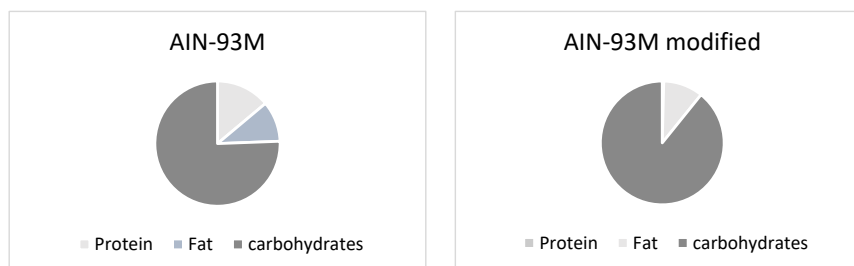 AIN-93M
Protein Fat carbohydrates
AIN-93M modified
Protein Fat carbohydrates